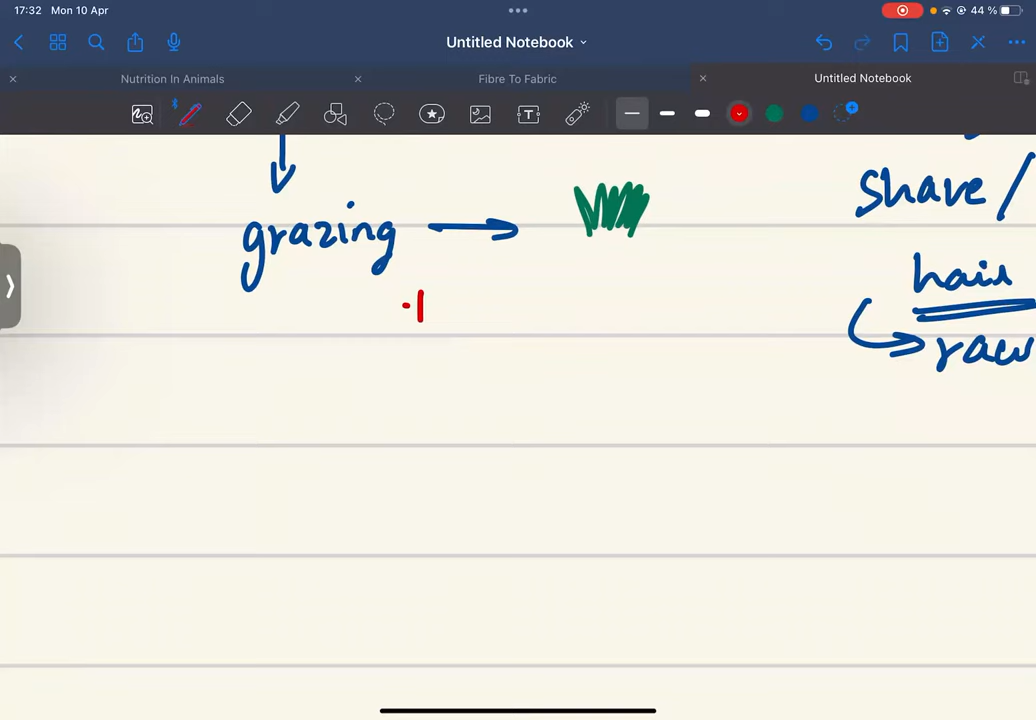 17:32 Mon 10 Apr
44 %
Untitled Notebook
Nutrition In Animals
Fibre To Fabric
Untitled Notebook
grazing
share/
hair
raw